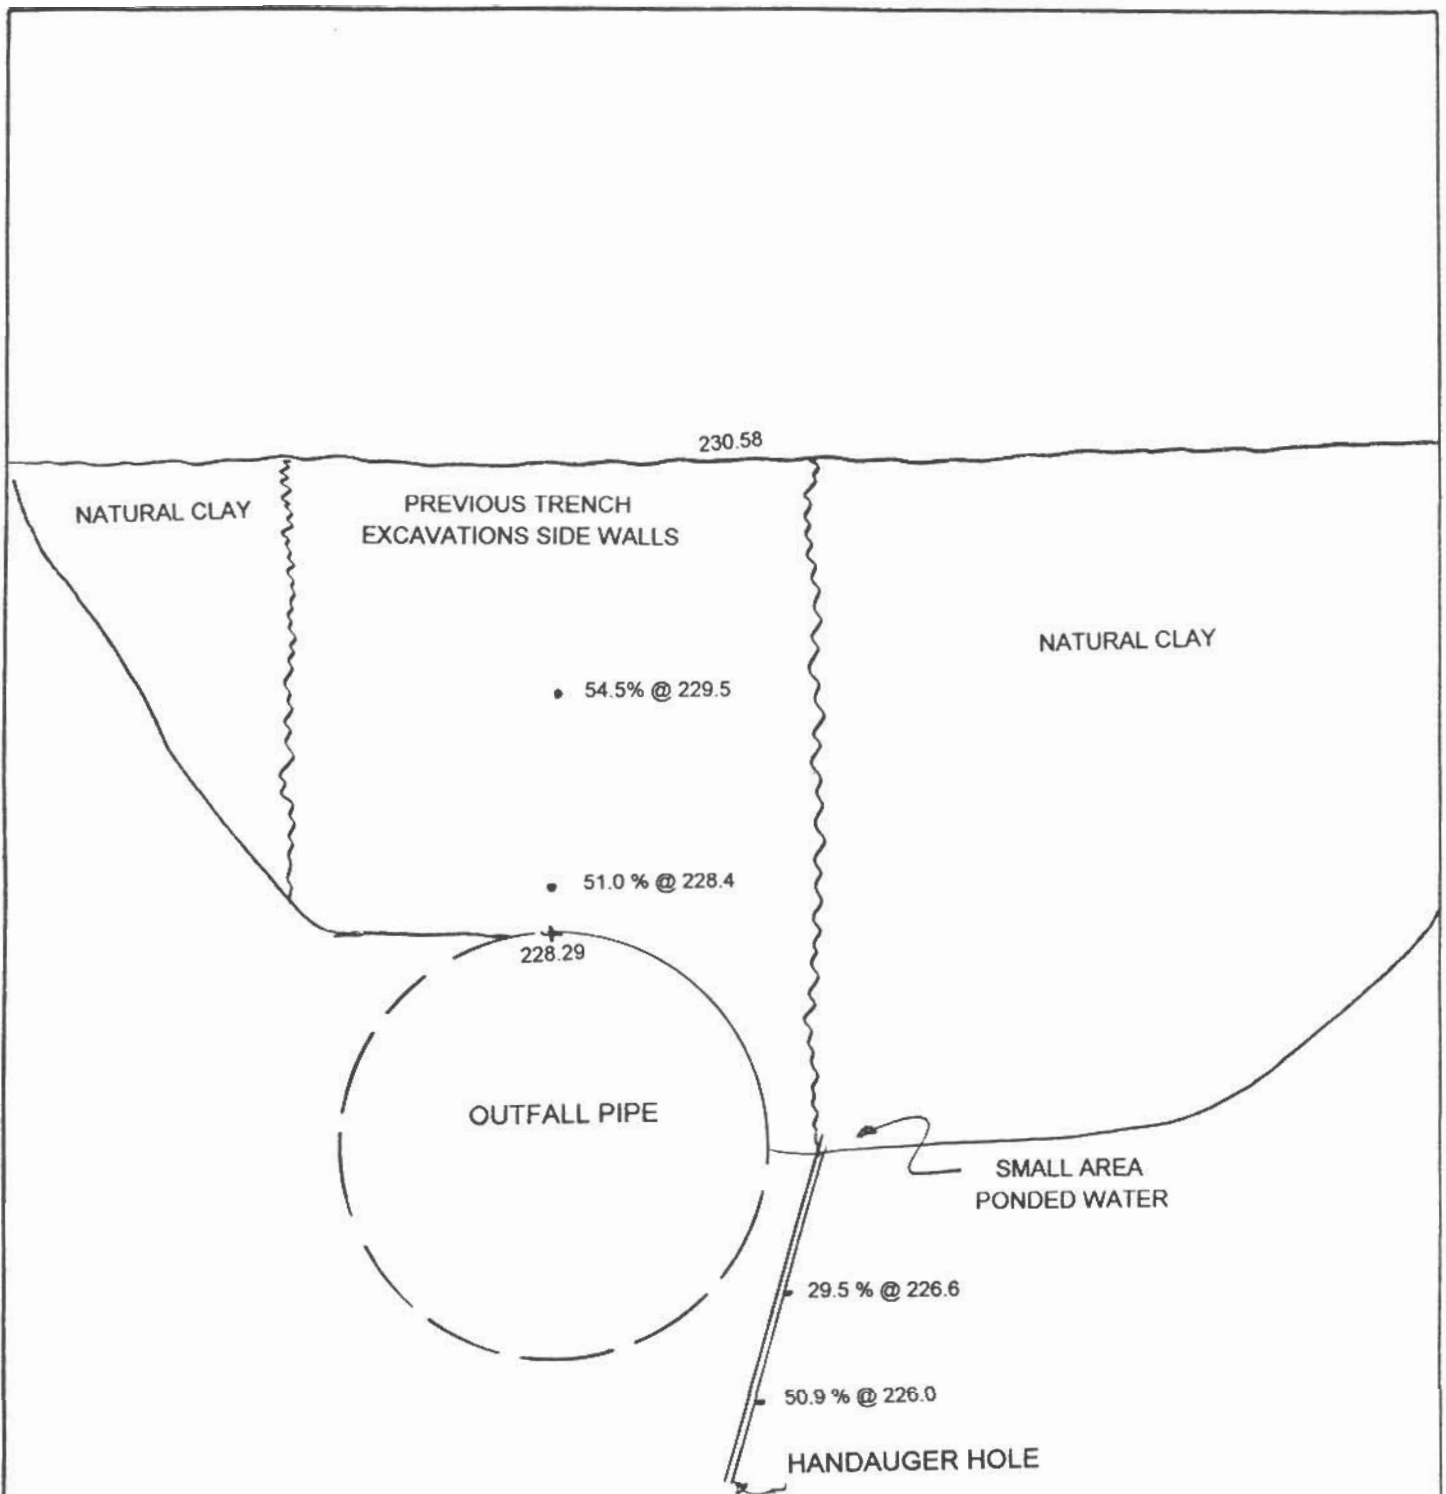 230.58
NATURAL CLAY
PREVIOUS TRENCH
EXCAVATIONS SIDE WALLS
NATURAL CLAY
54.5% @ 229.5
51.0 % @ 228.4
228.29
OUTFALL PIPE
SMALL AREA
PONDED WATER
29.5 % @ 226.6
50.9 % @ 226.0
HANDAUGER HOLE